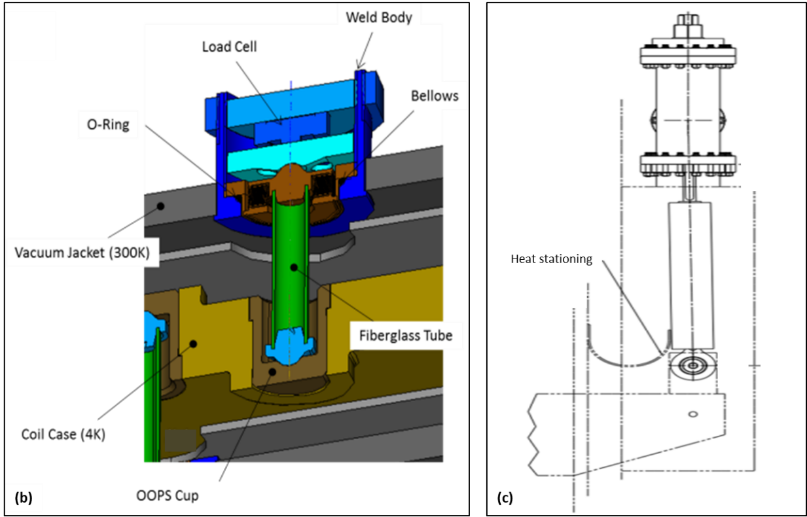 Weld Body
Load Cell
Bellows
O-Ring
Vacuum Jacket (300K)
Fiberglass Tube
Coil Case (4K)
OOPS Cup
(b)
Heat stationing
(c)